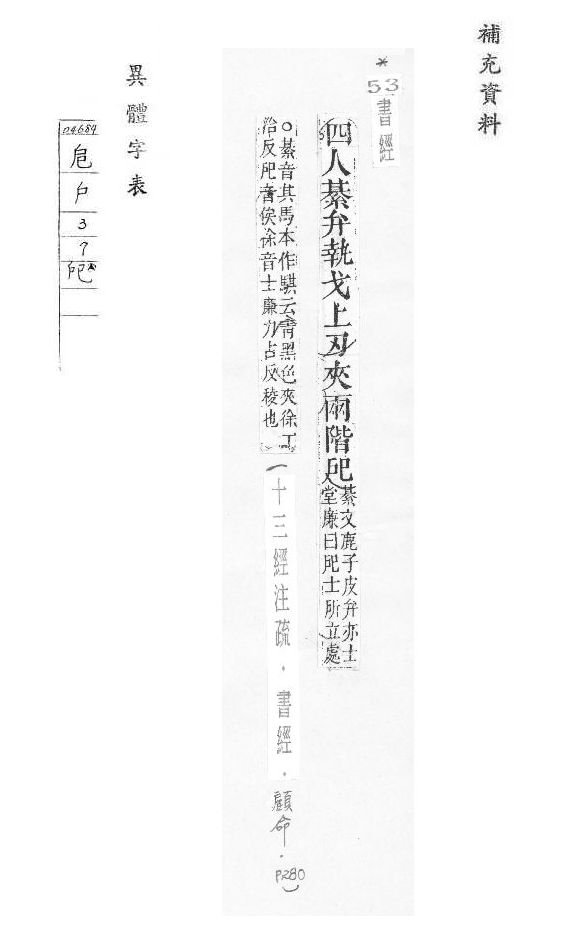 補充資料
*
53
書經
四人綦弁執戈上刃夾兩階戺
綦文鹿子皮弁亦士
堂廉曰戺士所立處
○綦音其馬本作騏云青黑色夾徐工
洽反戺音俟徐音士廉力占反稜也
(十三經注疏．書經．顧命．P280)
異體字表
04684
戹
户
3
7
戺